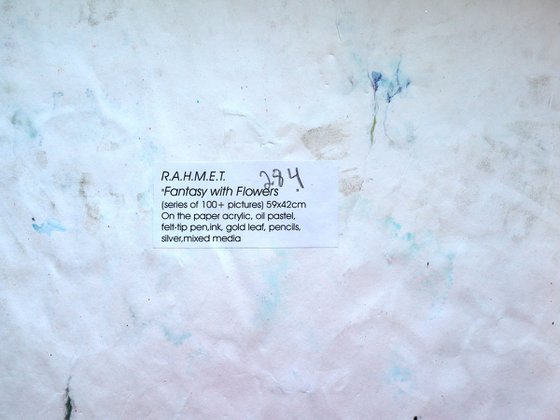 R.A.H.M.E.T. 284
"Fantasy with Flowers
(series of 100+ pictures) 59x42cm
On the paper acrylic, oil pastel,
felt-tip pen,ink, gold leaf, pencils,
silver,mixed media